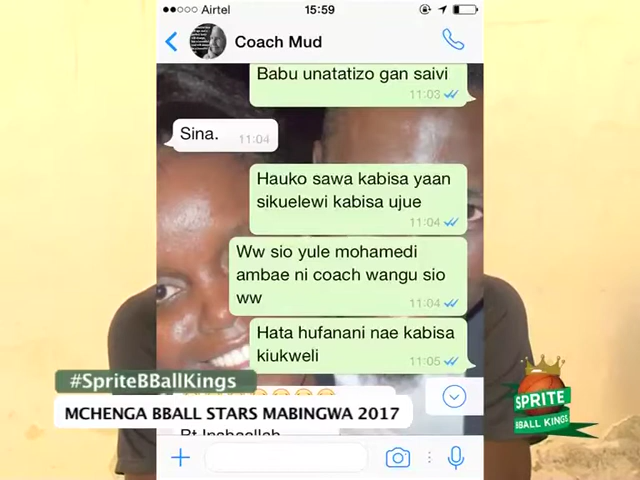 Airtel
15:59
Coach Mud
Babu unatatizo gan saivi
11:03
Sina.
11:04
Hauko sawa kabisa yaan
sikuelewi kabisa ujue
11:04
Ww sio yule mohamedi
ambae ni coach wangu sio
ww
11:04
Hata hufanani nae kabisa
kiukweli
11:05
#SpriteBBallKings
MCHENGA BBALL STARS MABINGWA 2017
SPRITE
BBALL KINGS